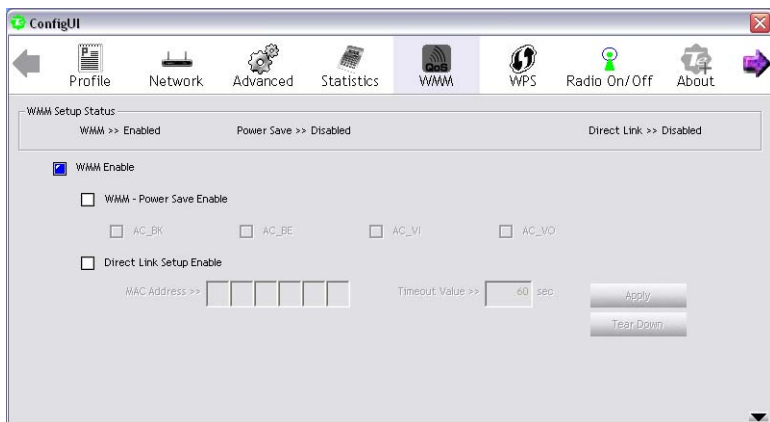 ConfigUI
Profile Network Advanced Statistics QoS WMM WPS Radio On/Off About
WMM Setup Status
WMM >> Enabled Power Save >> Disabled Direct Link >> Disabled
WMM Enable
WMM - Power Save Enable
AC_BK AC_BE AC_VI AC_VO
Direct Link Setup Enable
MAC Address >> Timeout Value >> 60 sec Apply
Tear Down